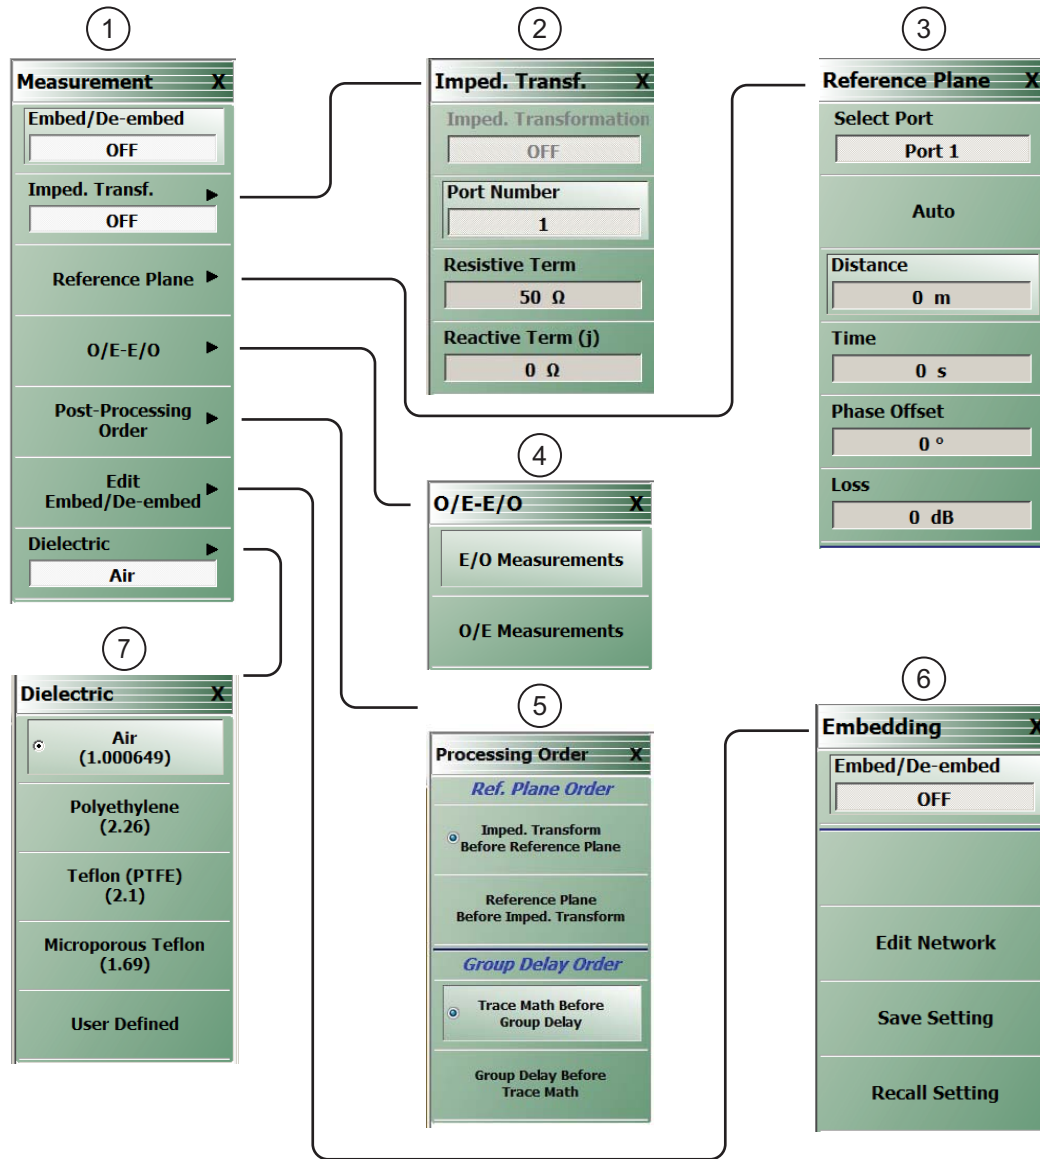 1
Measurement X
Embed/De-embed
OFF
Imped. Transf.
OFF
Reference Plane
O/E-E/O
Post-Processing
Order
Edit
Embed/De-embed
Dielectric
Air
2
Imped. Transf. X
Imped. Transformation
OFF
Port Number
1
Resistive Term
50 Ω
Reactive Term (j)
0 Ω
3
Reference Plane X
Select Port
Port 1
Auto
Distance
0 m
Time
0 s
Phase Offset
0 °
Loss
0 dB
4
O/E-E/O X
E/O Measurements
O/E Measurements
5
Processing Order X
Ref. Plane Order
Imped. Transform
Before Reference Plane
Reference Plane
Before Imped. Transform
Group Delay Order
Trace Math Before
Group Delay
Group Delay Before
Trace Math
6
Embedding X
Embed/De-embed
OFF
Edit Network
Save Setting
Recall Setting
7
Dielectric X
Air
(1.000649)
Polyethylene
(2.26)
Teflon (PTFE)
(2.1)
Microporous Teflon
(1.69)
User Defined